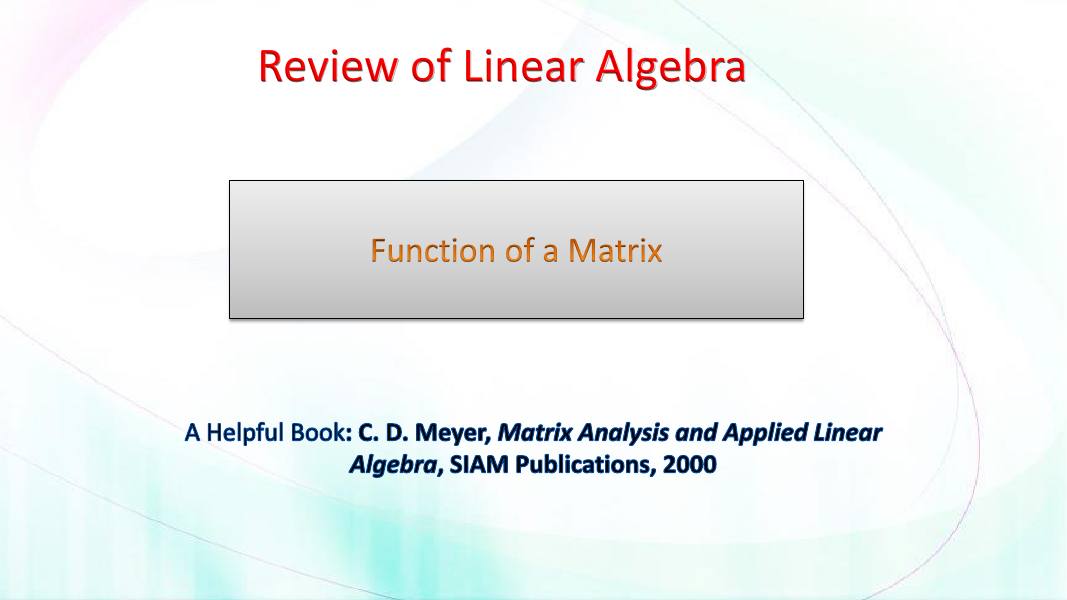 Review of Linear Algebra
Function of a Matrix
A Helpful Book: C. D. Meyer, Matrix Analysis and Applied Linear
Algebra, SIAM Publications, 2000